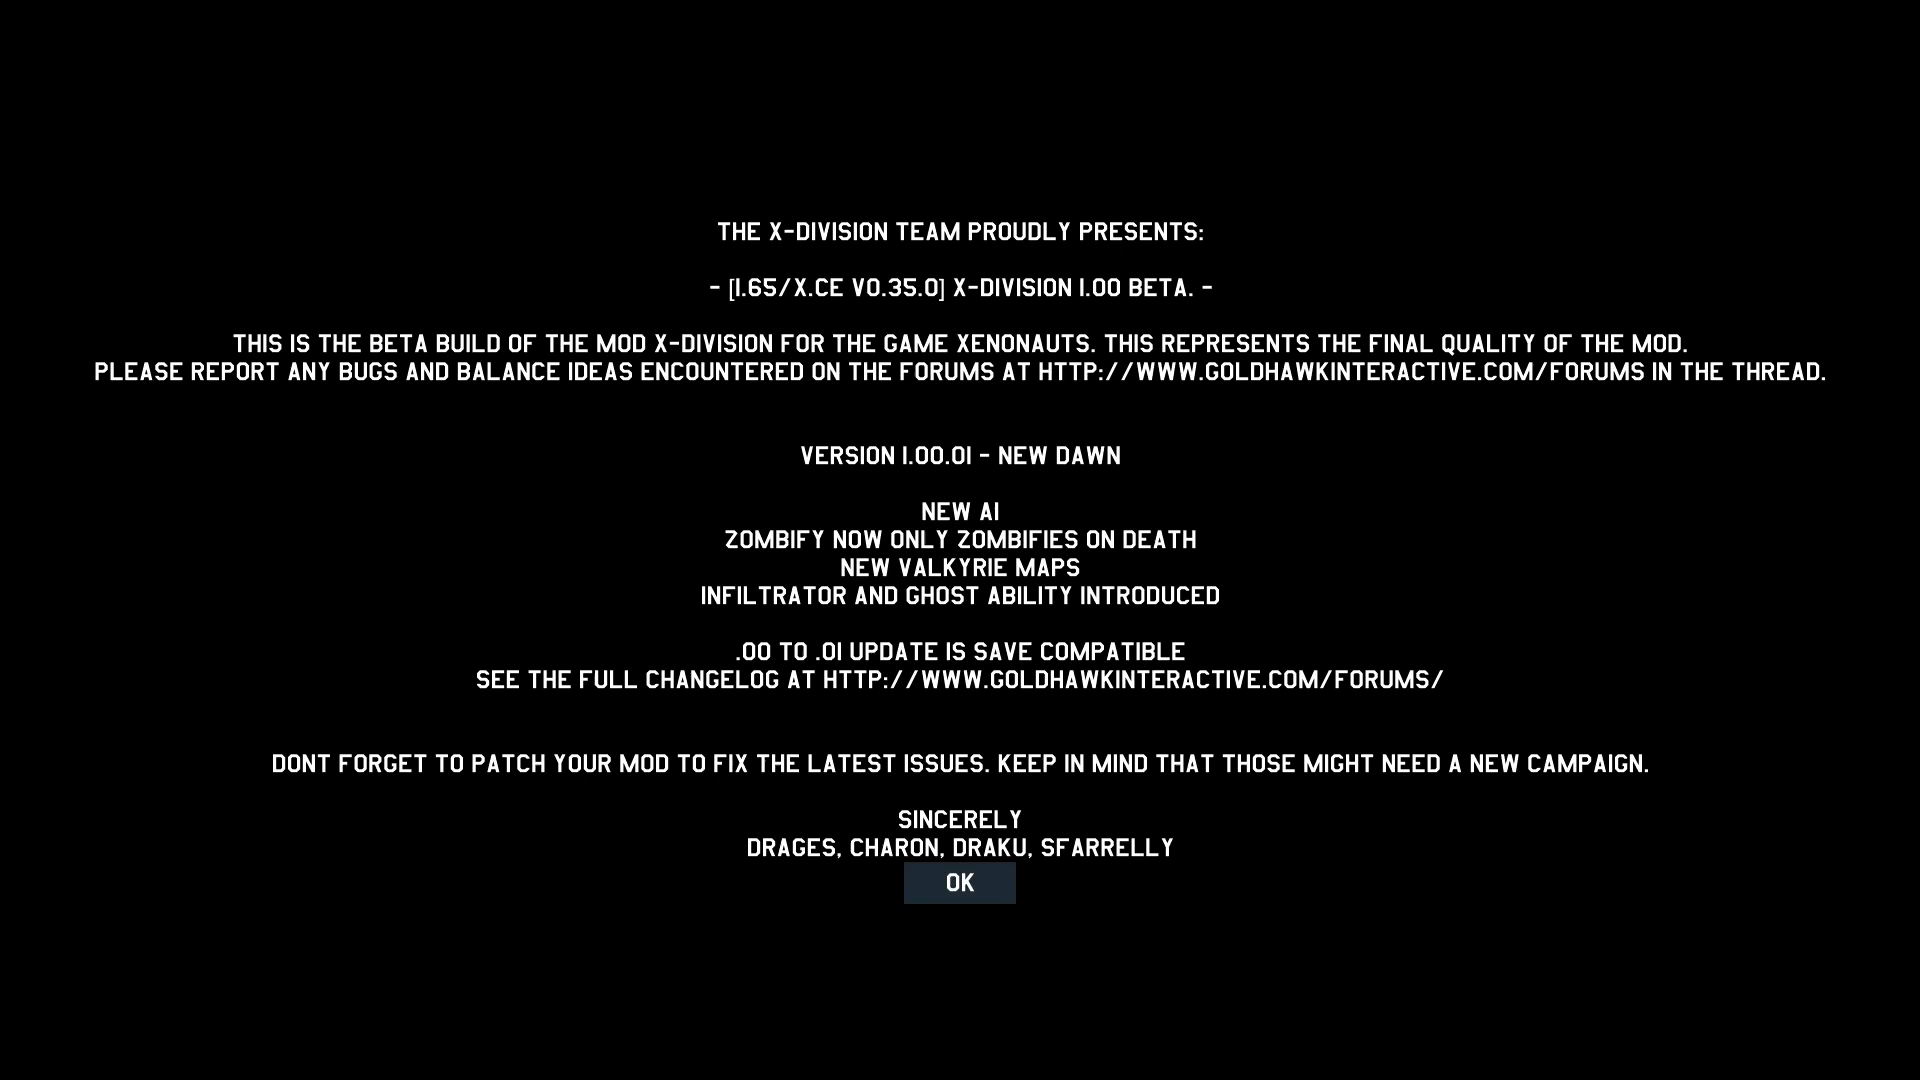 THE X-DIVISION TEAM PROUDLY PRESENTS:
- [1.65/X.CE V0.35.0] X-DIVISION 1.00 BETA. -
THIS IS THE BETA BUILD OF THE MOD X-DIVISION FOR THE GAME XENONAUTS. THIS REPRESENTS THE FINAL QUALITY OF THE MOD.
PLEASE REPORT ANY BUGS AND BALANCE IDEAS ENCOUNTERED ON THE FORUMS AT HTTP://WWW.GOLDHAWKINTERACTIVE.COM/FORUMS IN THE THREAD.
VERSION 1.00.01 - NEW DAWN
NEW AI
ZOMBIFY NOW ONLY ZOMBIFIES ON DEATH
NEW VALKYRIE MAPS
INFILTRATOR AND GHOST ABILITY INTRODUCED
.00 TO .01 UPDATE IS SAVE COMPATIBLE
SEE THE FULL CHANGELOG AT HTTP://WWW.GOLDHAWKINTERACTIVE.COM/FORUMS/
DONT FORGET TO PATCH YOUR MOD TO FIX THE LATEST ISSUES. KEEP IN MIND THAT THOSE MIGHT NEED A NEW CAMPAIGN.
SINCERELY
DRAGES, CHARON, DRAKU, SFARRELLY
OK